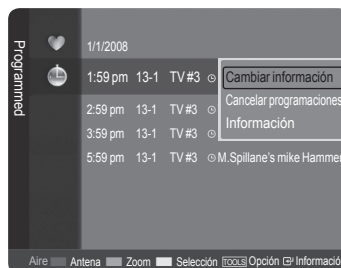 Programmed
1/1/2008
1:59 pm 13-1 TV #3 Cambiar información
Cancelar programaciones
2:59 pm 13-1 TV #3
Información
3:59 pm 13-1 TV #3
5:59 pm 13-1 TV #3 M.Spillane's mike Hammer
Aire Antena Zoom Selección TOOLS Opción Informació